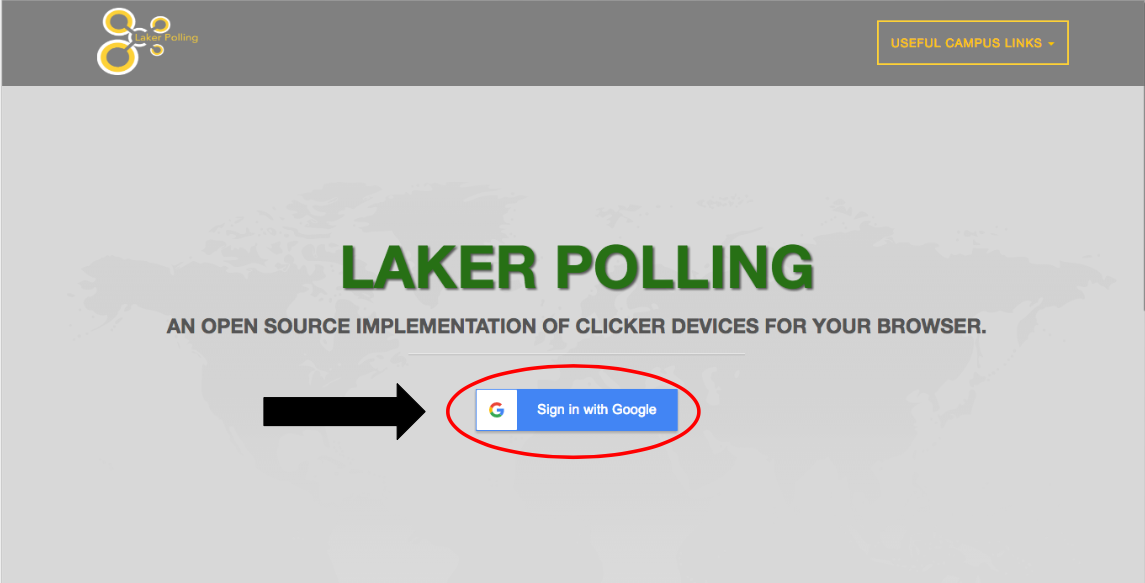 Laker Polling
USEFUL CAMPUS LINKS
LAKER POLLING
AN OPEN SOURCE IMPLEMENTATION OF CLICKER DEVICES FOR YOUR BROWSER.
G Sign in with Google